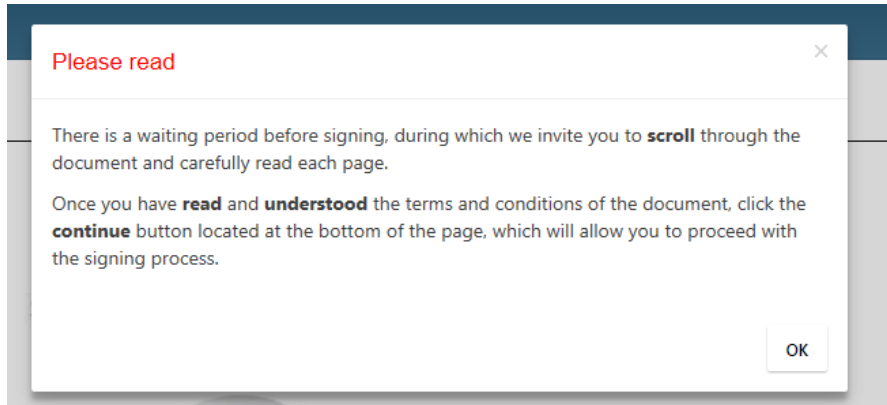 Please read
There is a waiting period before signing, during which we invite you to scroll through the
document and carefully read each page.
Once you have read and understood the terms and conditions of the document, click the
continue button located at the bottom of the page, which will allow you to proceed with
the signing process.
OK